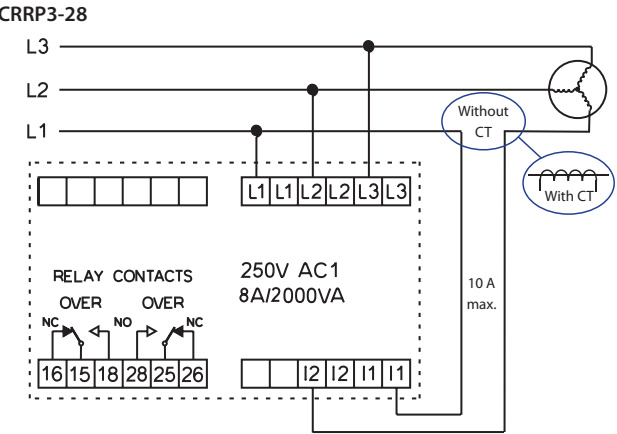 CRRP3-28
L3
L2
L1
Without
CT
With CT
L1 L1 L2 L2 L3 L3
250V AC1
8A/2000VA
10 A
max.
RELAY CONTACTS
OVER OVER
NC NO NC
16 15 18 28 25 26
I2 I2 I1 I1